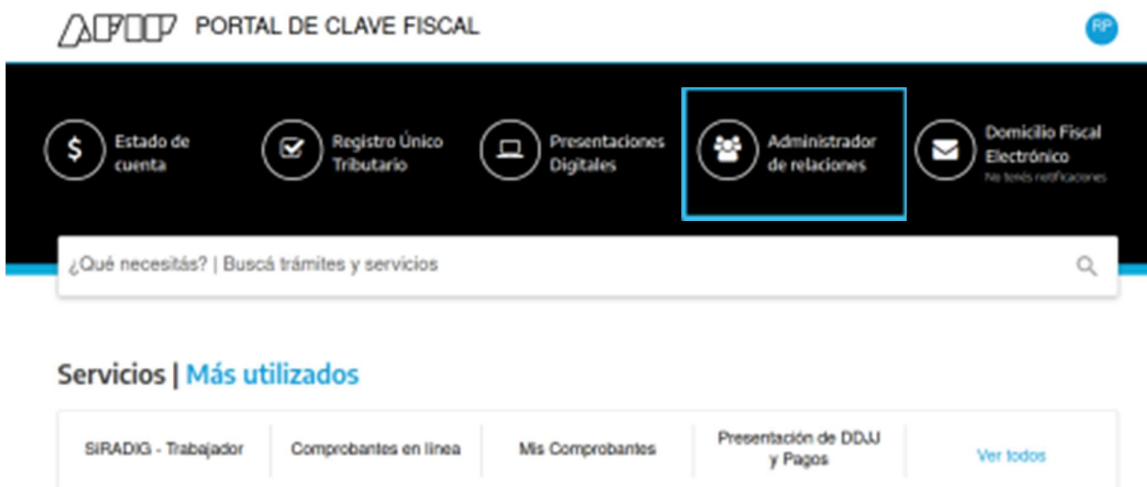 AFIP PORTAL DE CLAVE FISCAL
RP
Estado de
cuenta
Registro Único
Tributario
Presentaciones
Digitales
Administrador
de relaciones
Domicilio Fiscal
Electrónico
No tenés notificaciones
¿Qué necesitás? | Buscá trámites y servicios
Servicios | Más utilizados
SiRADIG - Trabajador
Comprobantes en línea
Mis Comprobantes
Presentación de DDJJ
y Pagos
Ver todos